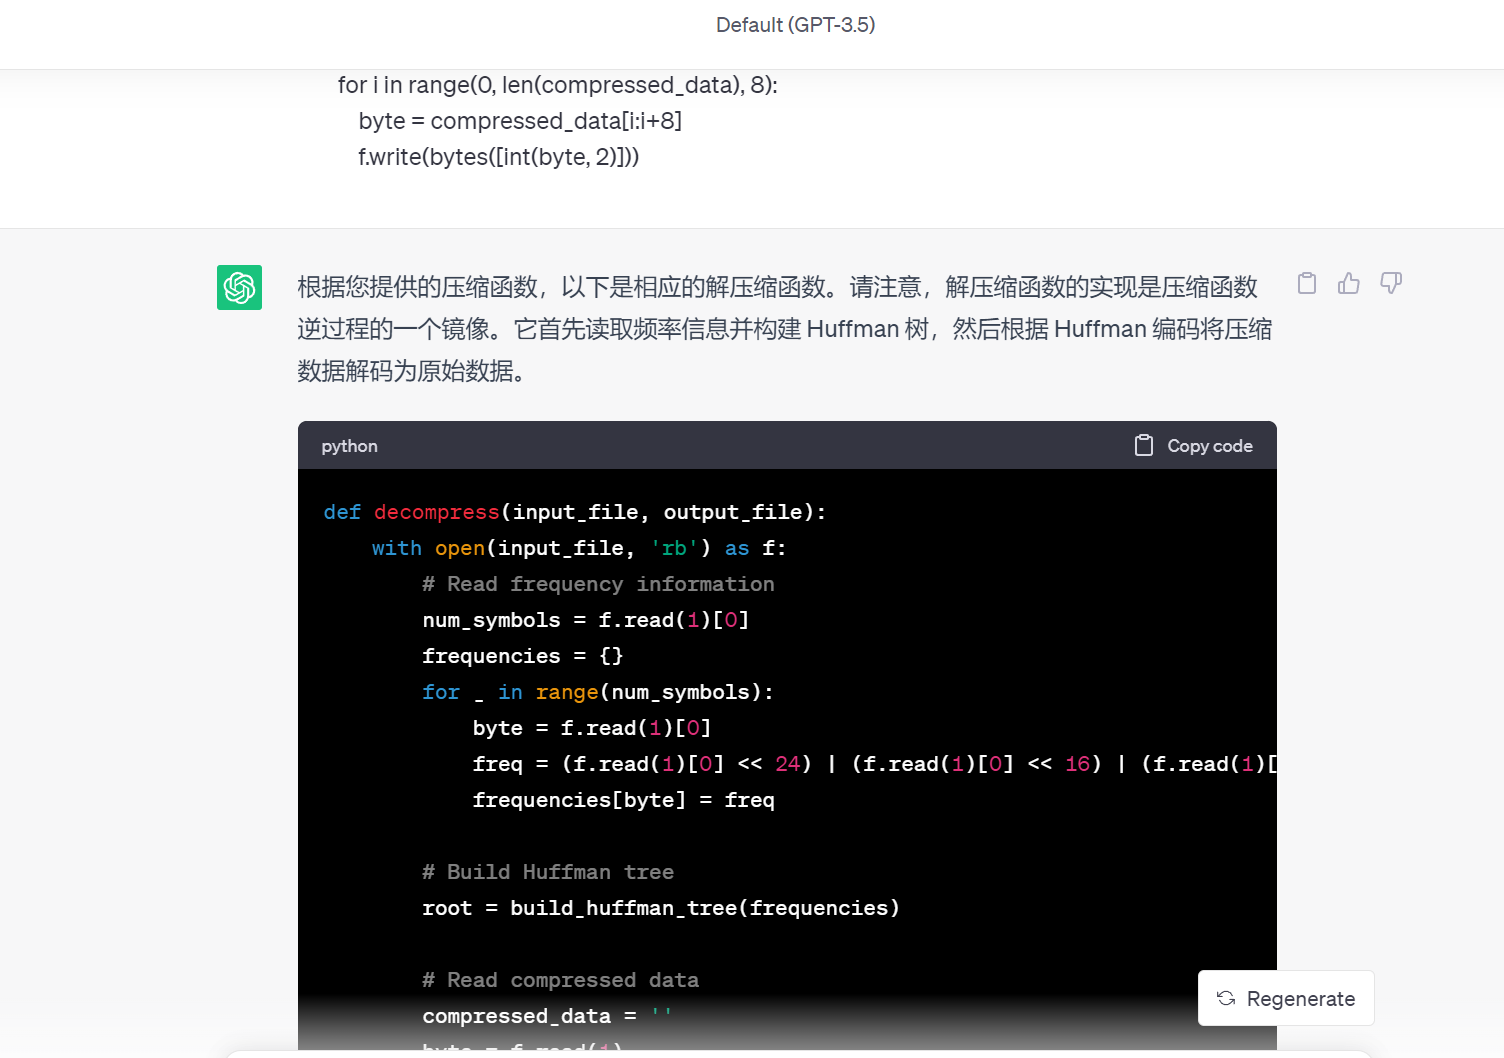 Default (GPT-3.5)
for i in range(0, len(compressed_data), 8):
byte = compressed_data[i:i+8]
f.write(bytes([int(byte, 2)]))
根据您提供的压缩函数，以下是相应的解压缩函数。请注意，解压缩函数的实现是压缩函数
逆过程的一个镜像。它首先读取频率信息并构建 Huffman 树，然后根据 Huffman 编码将压缩
数据解码为原始数据。
python
Copy code
def decompress(input_file, output_file):
with open(input_file, 'rb') as f:
# Read frequency information
num_symbols = f.read(1)[0]
frequencies = {}
for _ in range(num_symbols):
byte = f.read(1)[0]
freq = (f.read(1)[0] << 24) | (f.read(1)[0] << 16) | (f.read(1)[
frequencies[byte] = freq
# Build Huffman tree
root = build_huffman_tree(frequencies)
# Read compressed data
compressed_data = ''
byte = f.read(1)
Regenerate